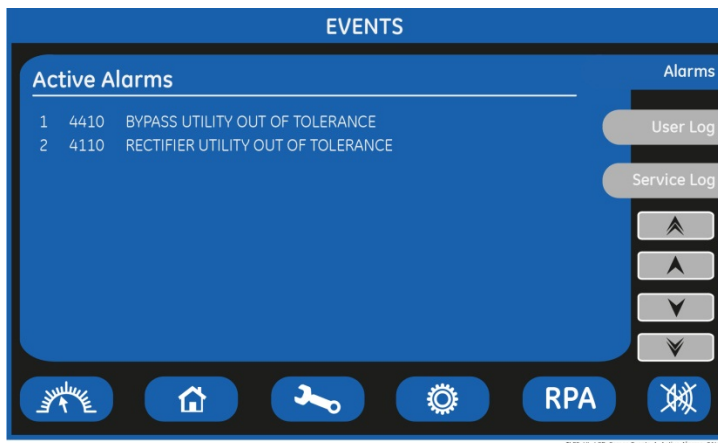 EVENTS
Active Alarms
1 4410 BYPASS UTILITY OUT OF TOLERANCE
2 4110 RECTIFIER UTILITY OUT OF TOLERANCE
Alarms
User Log
Service Log
RPA